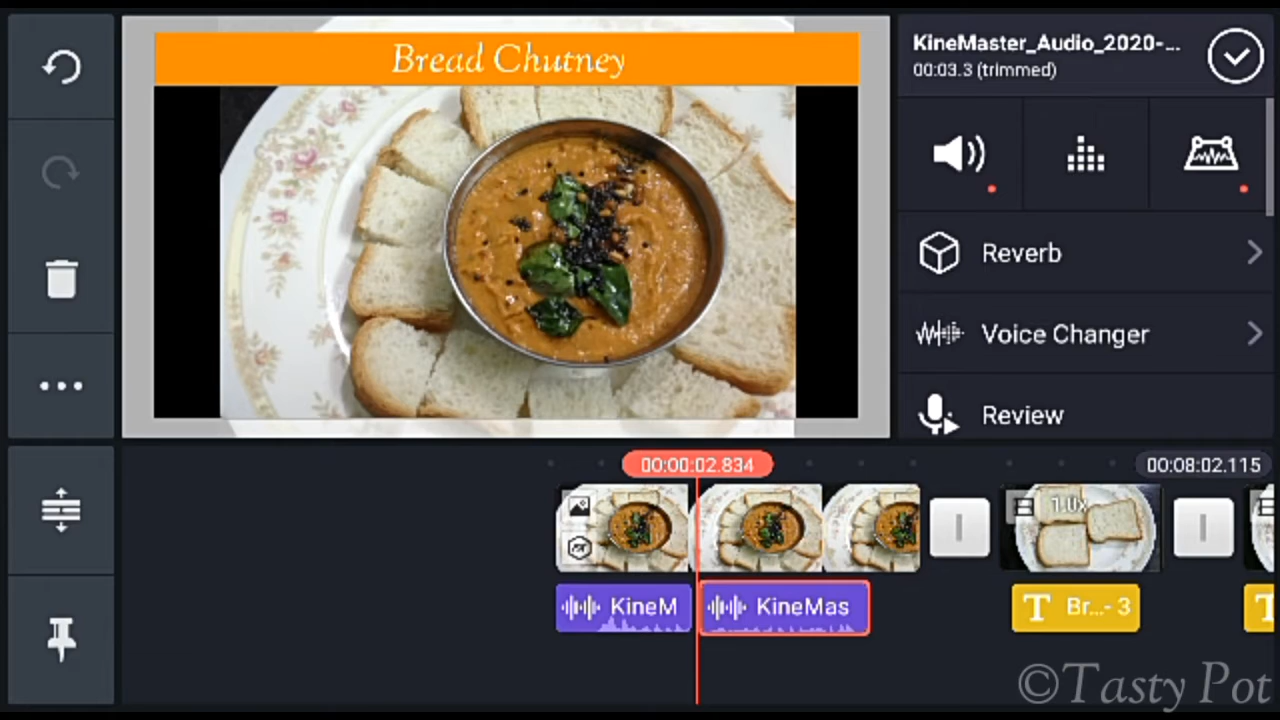 Bread Chutney
KineMaster_Audio_2020-...
00:03.3 (trimmed)
Reverb
Voice Changer
Review
00:00:02.834
00:08:02.115
1.0x
KineM
KineMas
T Br...- 3
T
©Tasty Pot